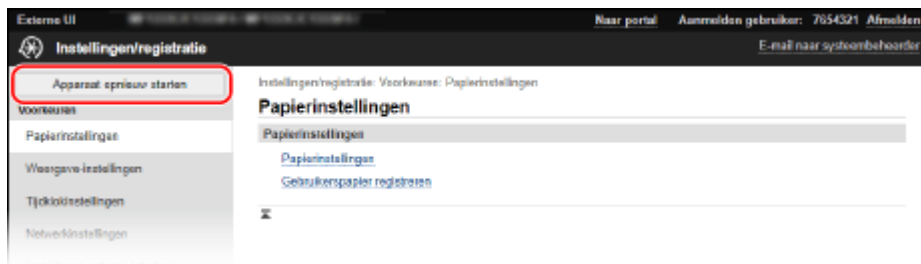 Externe UI
Naar portal Aanmelden gebruiker: 7654321 Afmelden
Instellingen/registratie
E-mail naar systeembeheerder
Apparaat opnieuw starten
Instellingen/registratie: Voorkeuren: Papierinstellingen
Voorkeuren
Papierinstellingen
Papierinstellingen
Papierinstellingen
Papierinstellingen
Weergave-instellingen
Gebruikerspapier registreren
Tijdklokinstellingen
Netwerkinstellingen